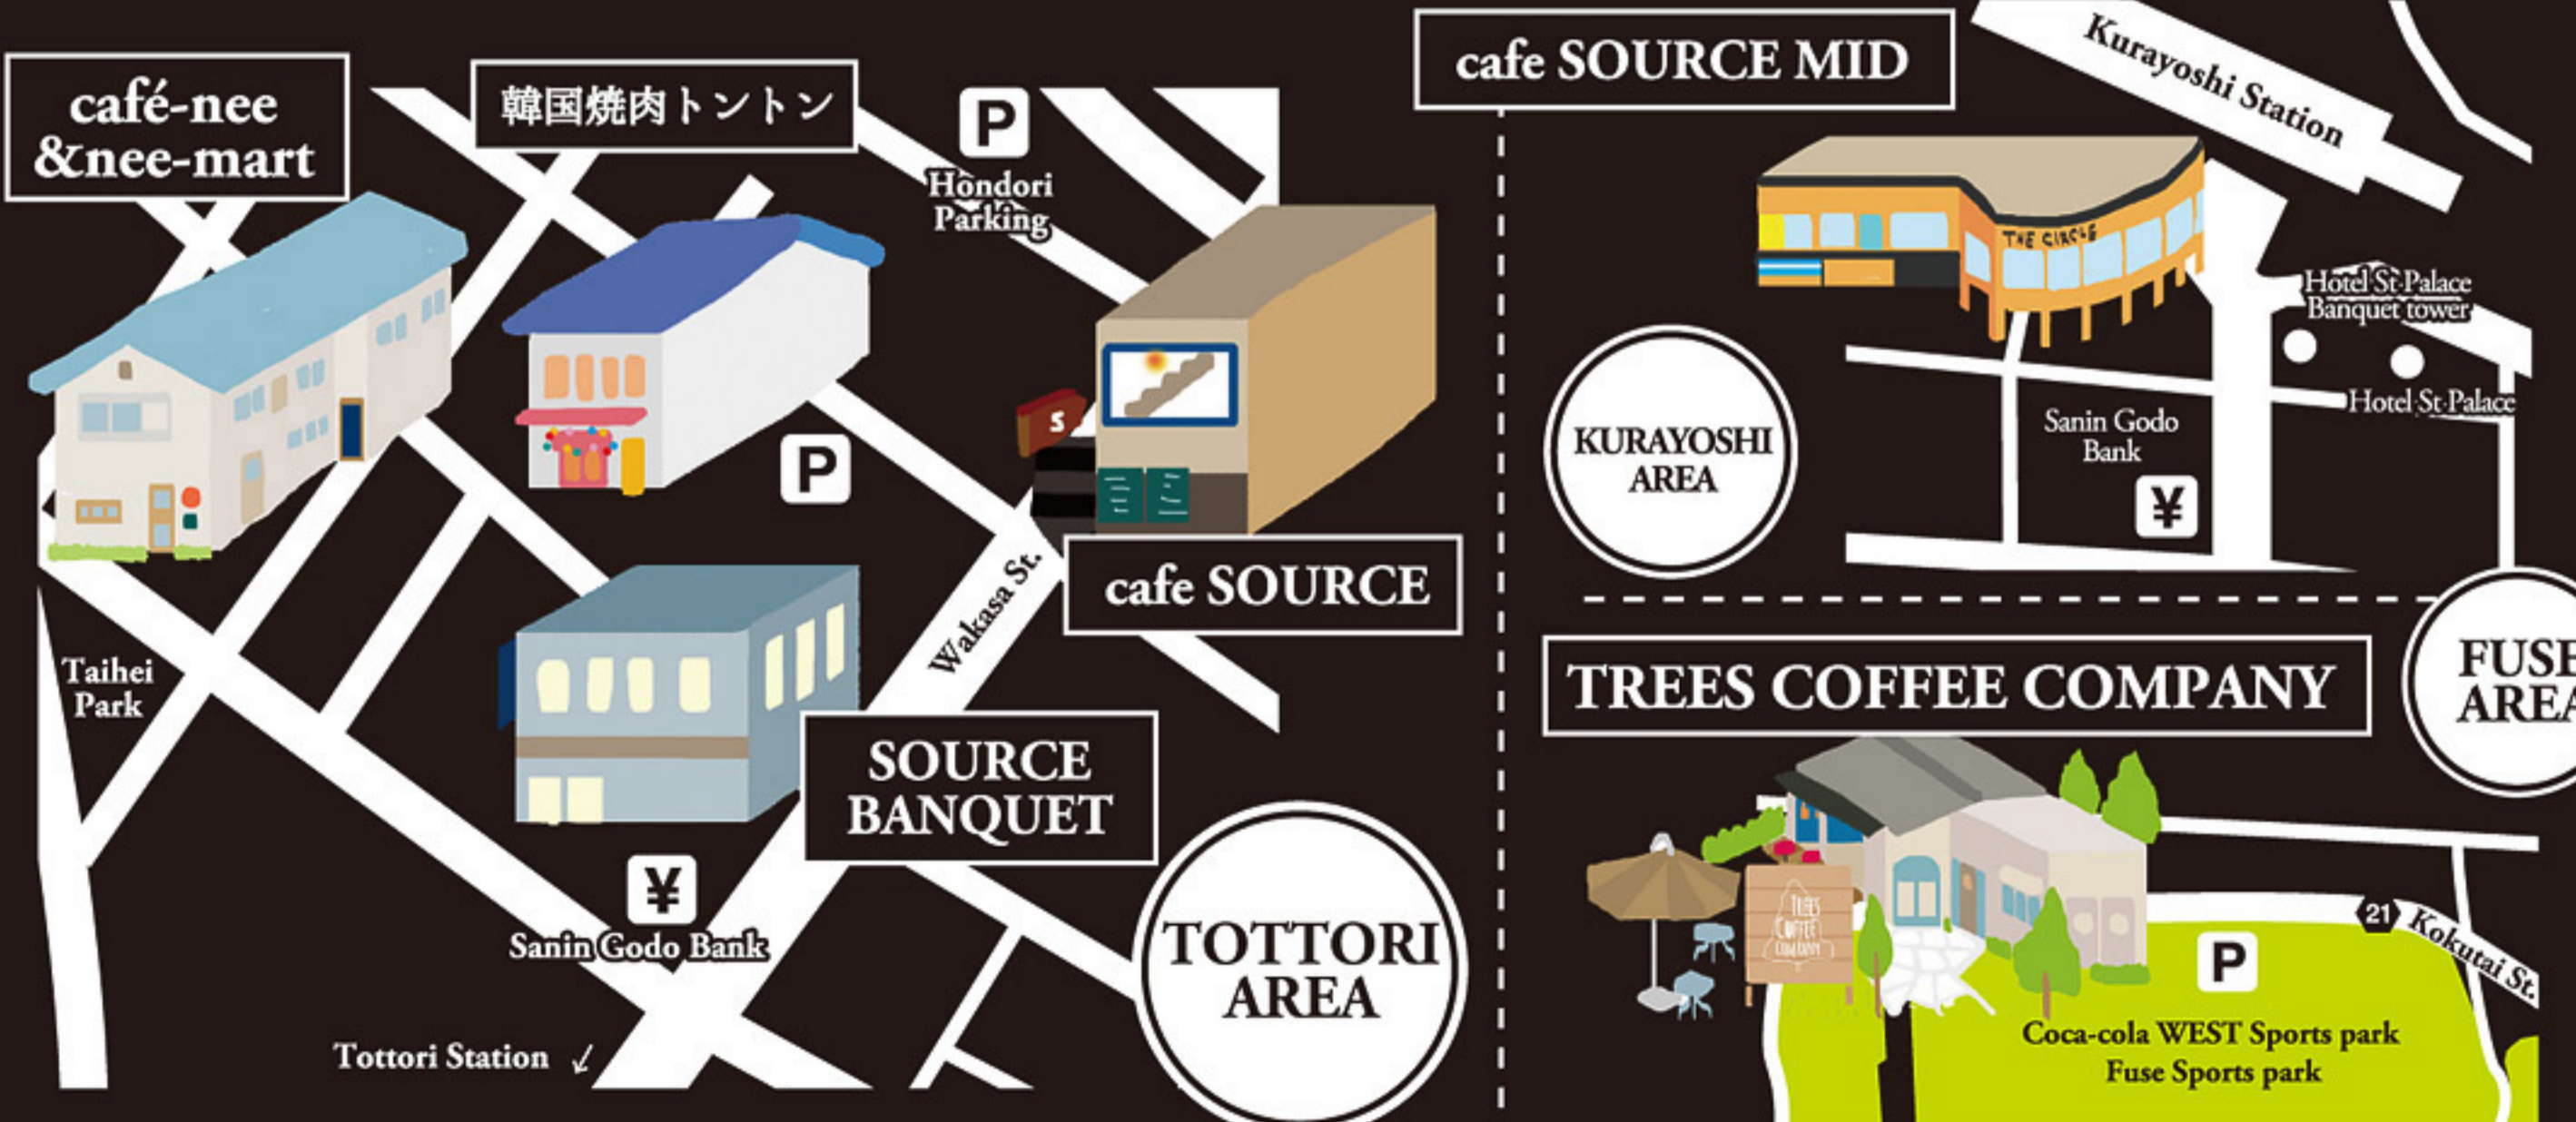 café-nee
&nee-mart
韓国焼肉トントン
P
Hondori
Parking
P
S
cafe SOURCE
Wakasa St.
Taihei
Park
SOURCE
BANQUET
¥
Sanin Godo Bank
Tottori Station ↙
TOTTORI
AREA
cafe SOURCE MID
Kurayoshi Station
THE CIRCLE
Hotel St Palace
Banquet tower
Hotel St Palace
KURAYOSHI
AREA
Sanin Godo
Bank
¥
TREES COFFEE COMPANY
FUSE
AREA
TREES
COFFEE
COMPANY
21
Kokutai St.
P
Coca-cola WEST Sports park
Fuse Sports park